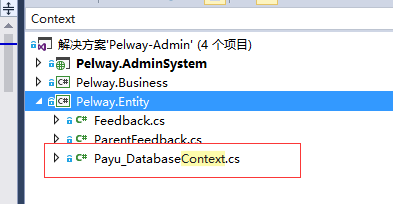 Context
解决方案'Pelway-Admin' (4 个项目)
Pelway.AdminSystem
Pelway.Business
Pelway.Entity
Feedback.cs
ParentFeedback.cs
Payu_DatabaseContext.cs